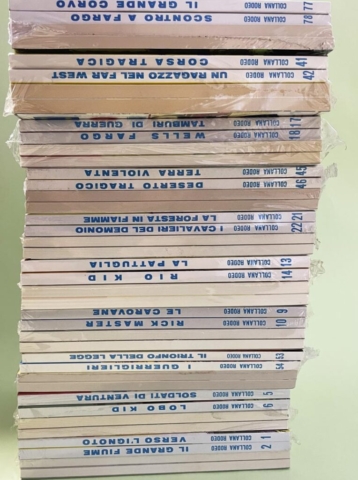 IL GRANDE CORVO COLLANA RODEO 77
SCONTRO A FARGO COLLANA RODEO 78
CORSA TRAGICA COLLANA RODEO 41
UN RAGAZZO NEL FAR WEST COLLANA RODEO 42
TAMBURI DI GUERRA COLLANA RODEO 17
WELLS FARGO COLLANA RODEO 18
TERRA VIOLENTA COLLANA RODEO 45
DESERTO TRAGICO COLLANA RODEO 46
LA FORESTA IN FIAMME COLLANA RODEO 21
I CAVALIERI DEL DEMONIO COLLANA RODEO 22
LA PATTUGLIA COLLANA RODEO 13
RIO KID COLLANA RODEO 14
LE CAROVANE COLLANA RODEO 9
RICK MASTER COLLANA RODEO 10
IL TRIONFO DELLA LEGGE COLLANA RODEO 53
I GUERRIGLIERI COLLANA RODEO 54
SOLDATI DI VENTURA COLLANA RODEO 5
LOBO KID COLLANA RODEO 6
VERSO L'IGNOTO COLLANA RODEO 1
IL GRANDE FIUME COLLANA RODEO 2